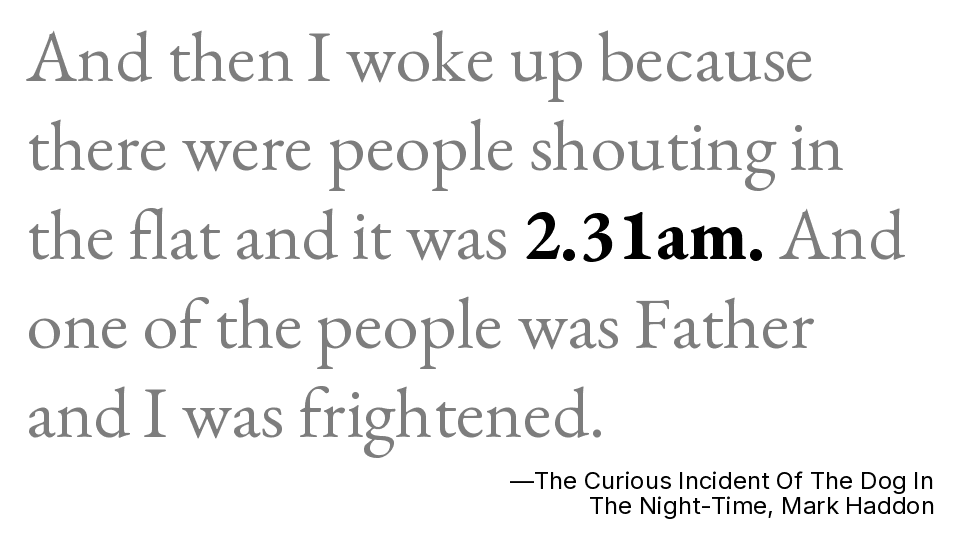 And then I woke up because
there were people shouting in
the flat and it was 2.31am. And
one of the people was Father
and I was frightened.
—The Curious Incident Of The Dog In
The Night-Time, Mark Haddon